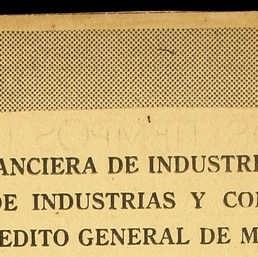 ANCIERA DE INDUSTRI
DE INDUSTRIAS Y CO
EDITO GENERAL DE M